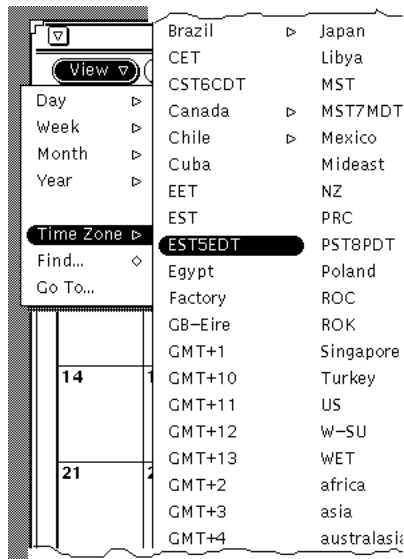 View
Day
Week
Month
Year
Time Zone
Find...
Go To...
14
21
Brazil
CET
CST6CDT
Canada
Chile
Cuba
EET
EST
EST5EDT
Egypt
Factory
GB-Eire
GMT+1
GMT+10
GMT+11
GMT+12
GMT+13
GMT+2
GMT+3
GMT+4
Japan
Libya
MST
MST7MDT
Mexico
Mideast
NZ
PRC
PST8PDT
Poland
ROC
ROK
Singapore
Turkey
US
W-SU
WET
africa
asia
australasia